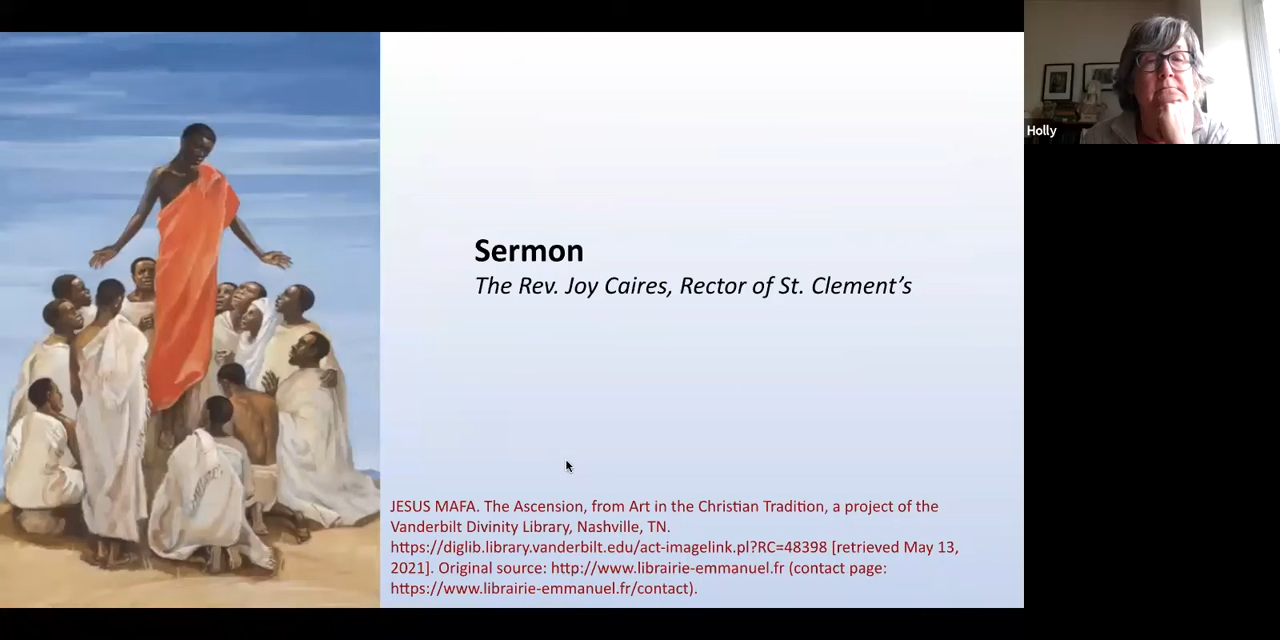 Sermon
The Rev. Joy Caires, Rector of St. Clement’s
JESUS MAFA. The Ascension, from Art in the Christian Tradition, a project of the
Vanderbilt Divinity Library, Nashville, TN.
https://diglib.library.vanderbilt.edu/act-imagelink.pl?RC=48398 [retrieved May 13,
2021]. Original source: http://www.librairie-emmanuel.fr (contact page:
https://www.librairie-emmanuel.fr/contact).
Holly